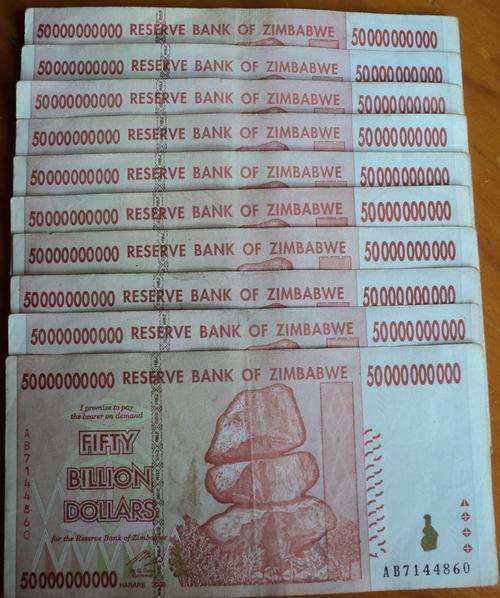 50000000000 RESERVE BANK OF ZIMBABWE 50000000000
50000000000 RESERVE BANK OF ZIMBABWE 50000000000
50000000000 RESERVE BANK OF ZIMBABWE 50000000000
50000000000 RESERVE BANK OF ZIMBABWE 50000000000
50000000000 RESERVE BANK OF ZIMBABWE 50000000000
50000000000 RESERVE BANK OF ZIMBABWE 50000000000
50000000000 RESERVE BANK OF ZIMBABWE 50000000000
50000000000 RESERVE BANK OF ZIMBABWE 50000000000
50000000000 RESERVE BANK OF ZIMBABWE 50000000000
50000000000 RESERVE BANK OF ZIMBABWE 50000000000
I promise to pay
the bearer on demand
AB7144860
FIFTY
BILLION
DOLLARS
for the Reserve Bank of Zimbabwe
50000000000 HARARE
AB7144860